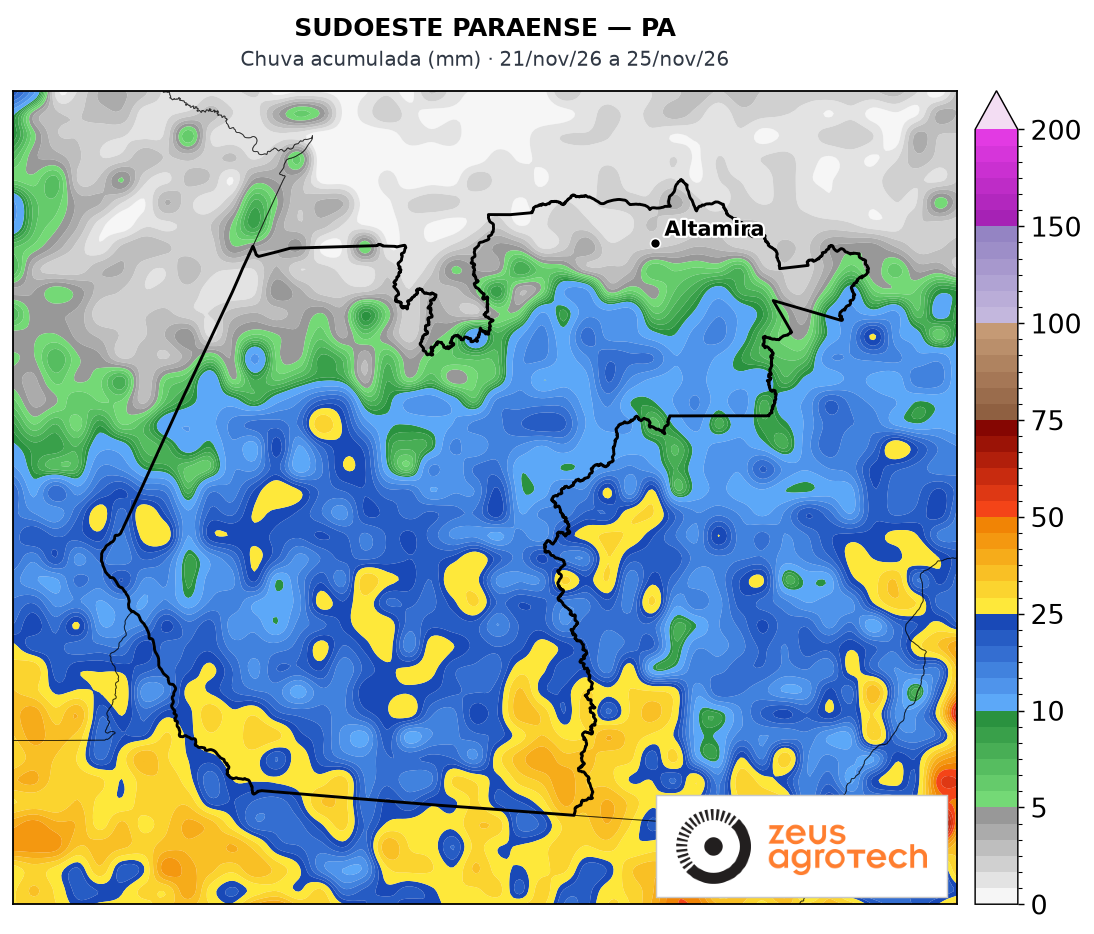 SUDOESTE PARAENSE — PA
Chuva acumulada (mm) · 21/nov/26 a 25/nov/26
Altamira
200
150
100
75
50
25
10
5
0
zeus
agrotech